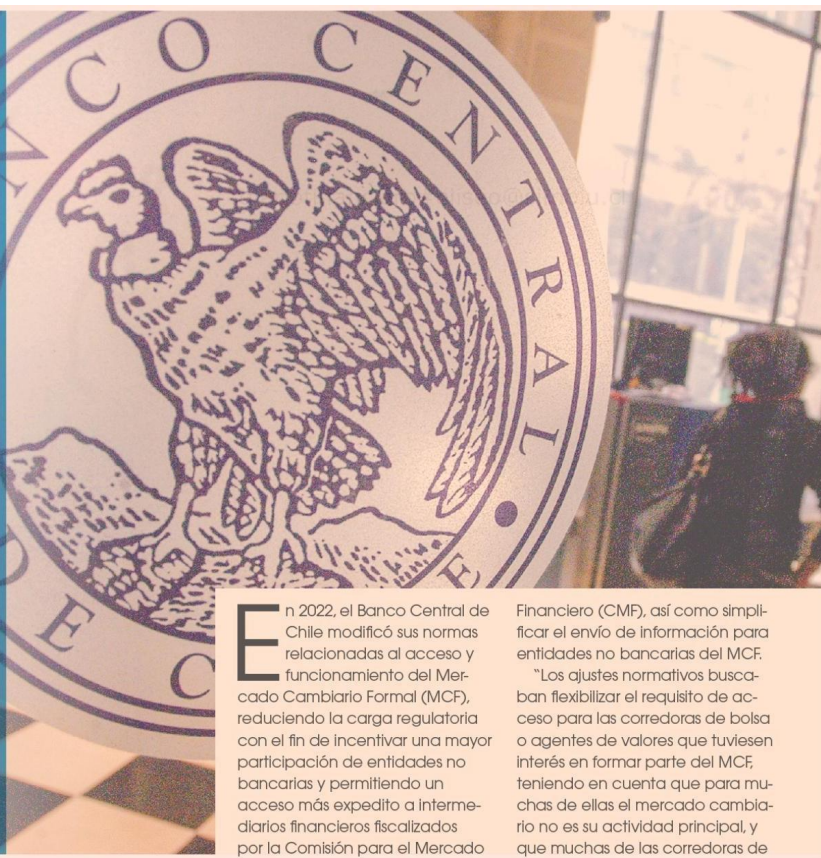 NCO CENTRAL • DE C E
En 2022, el Banco Central de
Chile modificó sus normas
relacionadas al acceso y
funcionamiento del Mer-
cado Cambiario Formal (MCF),
reduciendo la carga regulatoria
con el fin de incentivar una mayor
participación de entidades no
bancarias y permitiendo un
acceso más expedito a interme-
diarios financieros fiscalizados
por la Comisión para el Mercado
Financiero (CMF), así como simpli-
ficar el envío de información para
entidades no bancarias del MCF.
"Los ajustes normativos busca-
ban flexibilizar el requisito de ac-
ceso para las corredoras de bolsa
o agentes de valores que tuviesen
interés en formar parte del MCF,
teniendo en cuenta que para mu-
chas de ellas el mercado cambia-
rio no es su actividad principal, y
que muchas de las corredoras de